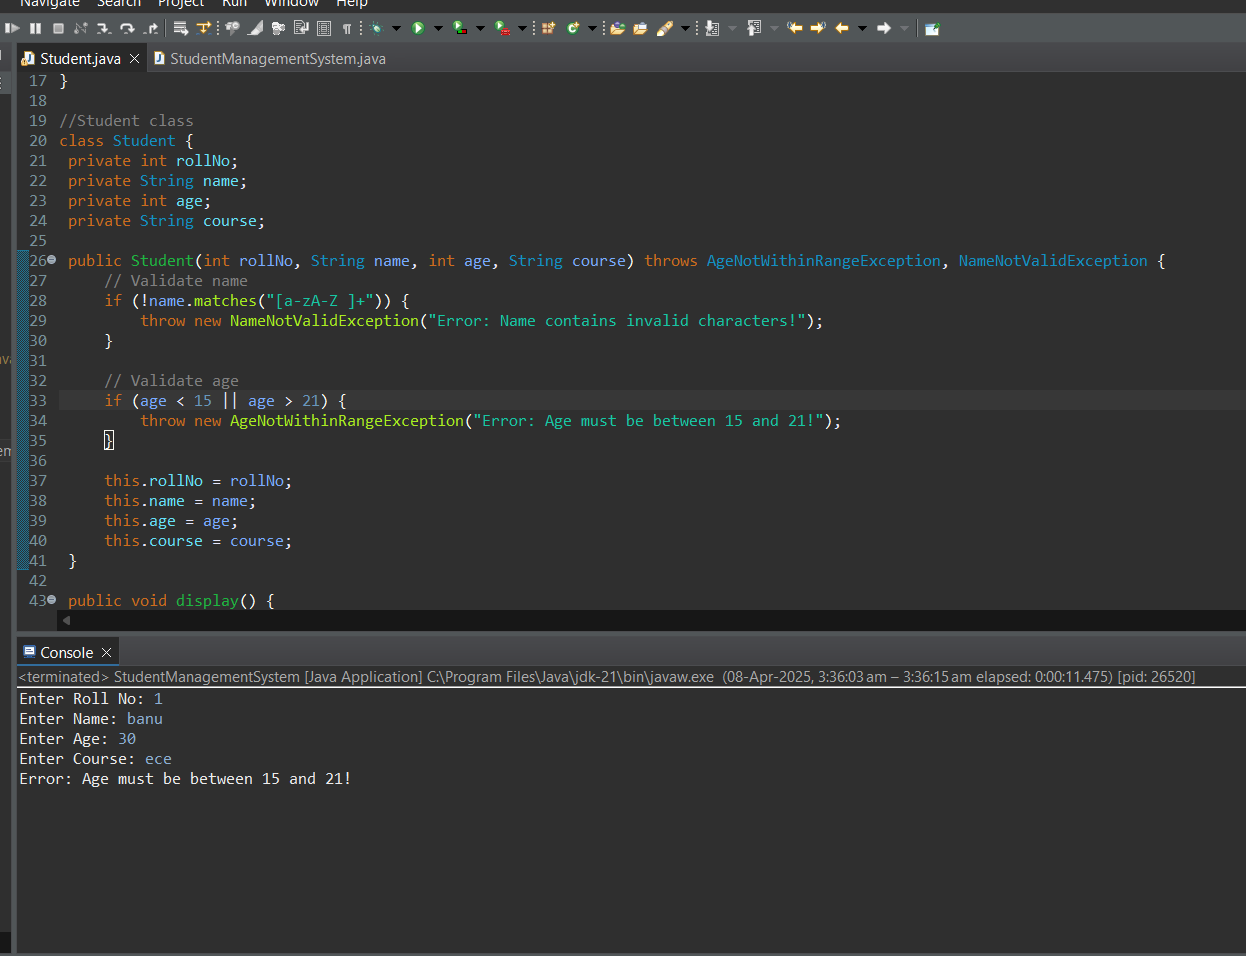 Navigate Search Project Run Window Help
Student.java StudentManagementSystem.java
17 }
18
19 //Student class
20 class Student {
21 private int rollNo;
22 private String name;
23 private int age;
24 private String course;
25
26 public Student(int rollNo, String name, int age, String course) throws AgeNotWithinRangeException, NameNotValidException {
27 // Validate name
28 if (!name.matches("[a-zA-Z ]+")) {
29 throw new NameNotValidException("Error: Name contains invalid characters!");
30 }
31
32 // Validate age
33 if (age < 15 || age > 21) {
34 throw new AgeNotWithinRangeException("Error: Age must be between 15 and 21!");
35 }
36
37 this.rollNo = rollNo;
38 this.name = name;
39 this.age = age;
40 this.course = course;
41 }
42
43 public void display() {
Console
<terminated> StudentManagementSystem [Java Application] C:\Program Files\Java\jdk-21\bin\javaw.exe (08-Apr-2025, 3:36:03 am – 3:36:15 am elapsed: 0:00:11.475) [pid: 26520]
Enter Roll No: 1
Enter Name: banu
Enter Age: 30
Enter Course: ece
Error: Age must be between 15 and 21!